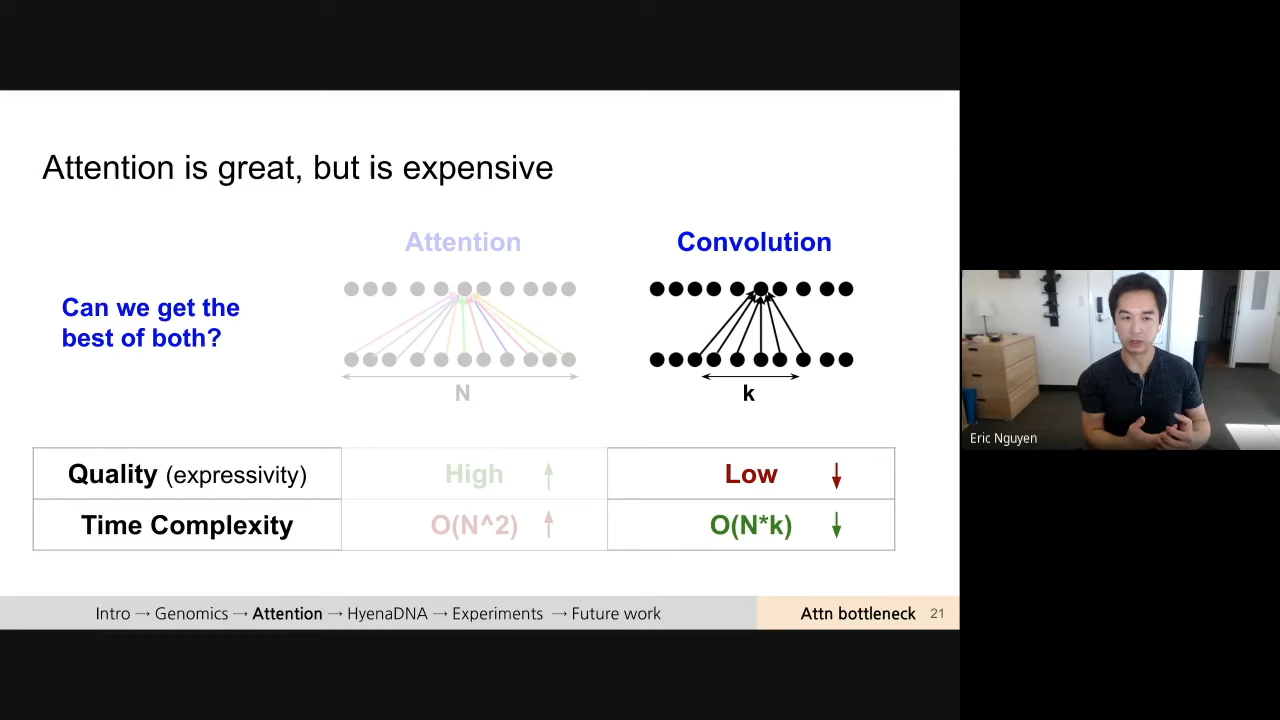 Attention is great, but is expensive
Attention
Convolution
Can we get the
best of both?
N
k
Quality (expressivity) High ↑ Low ↓
Time Complexity O(N^2) ↑ O(N*k) ↓
Intro → Genomics → Attention → HyenaDNA → Experiments → Future work
Attn bottleneck 21
Eric Nguyen